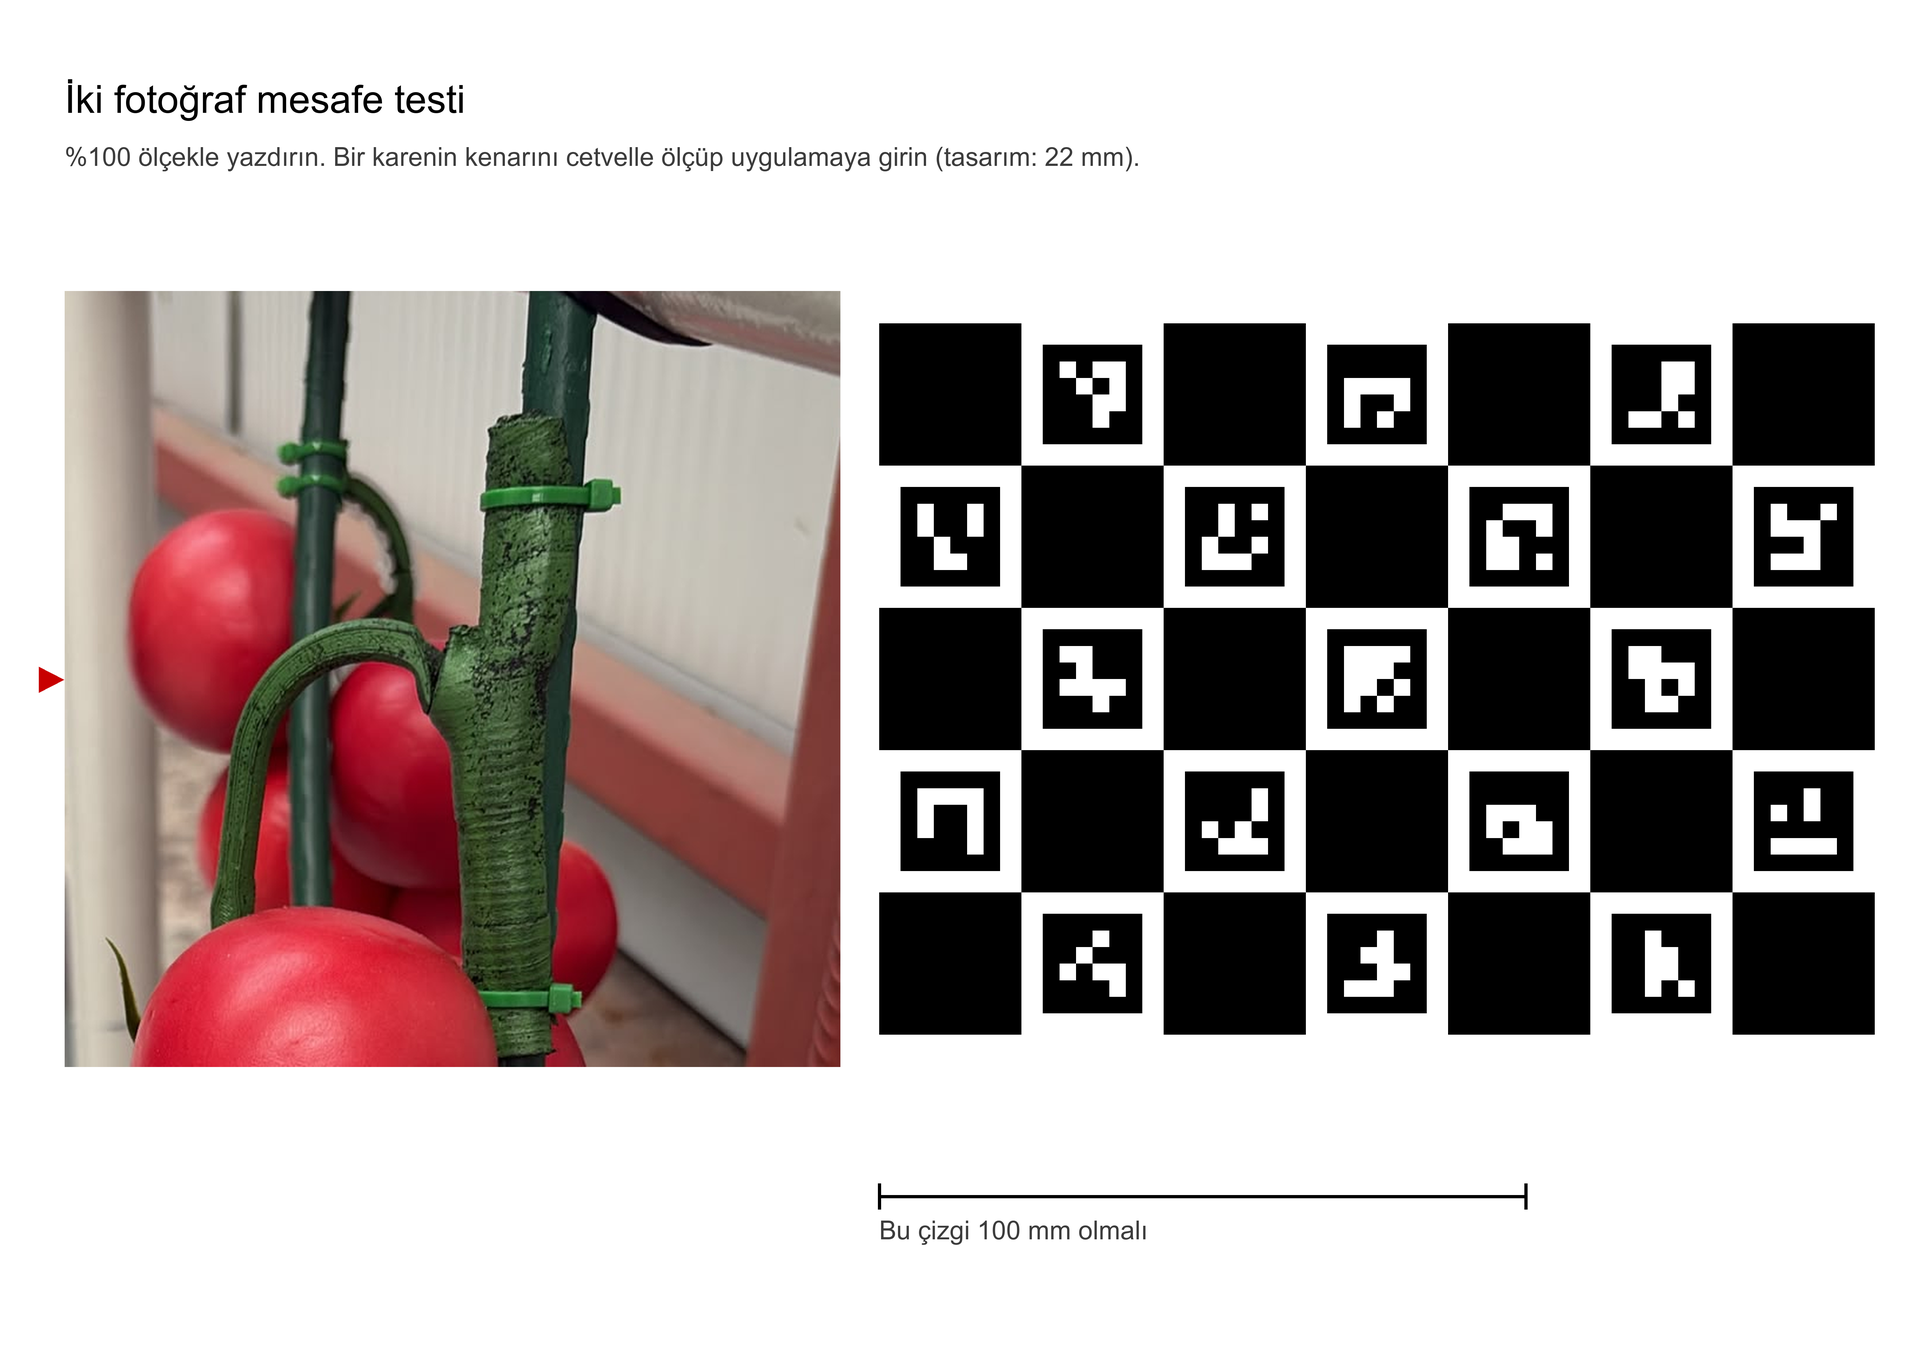 İki fotoğraf mesafe testi
%100 ölçekle yazdırın. Bir karenin kenarını cetvelle ölçüp uygulamaya girin (tasarım: 22 mm).
Bu çizgi 100 mm olmalı